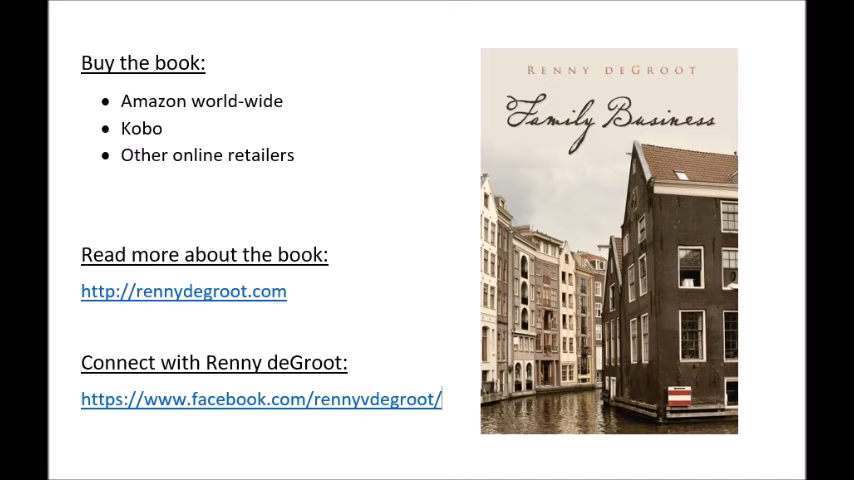 Buy the book:
Amazon world-wide
Kobo
Other online retailers
Read more about the book:
http://rennydegroot.com
Connect with Renny deGroot:
https://www.facebook.com/rennyvdegroot/
RENNY DEGROOT
Family Business